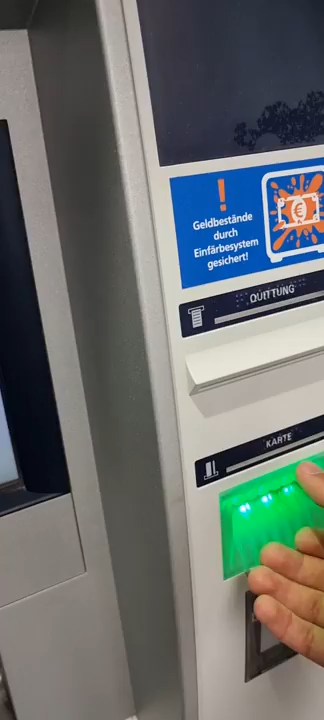 !
Geldbestände
durch
Einfärbesystem
gesichert!
€
QUITTUNG
KARTE